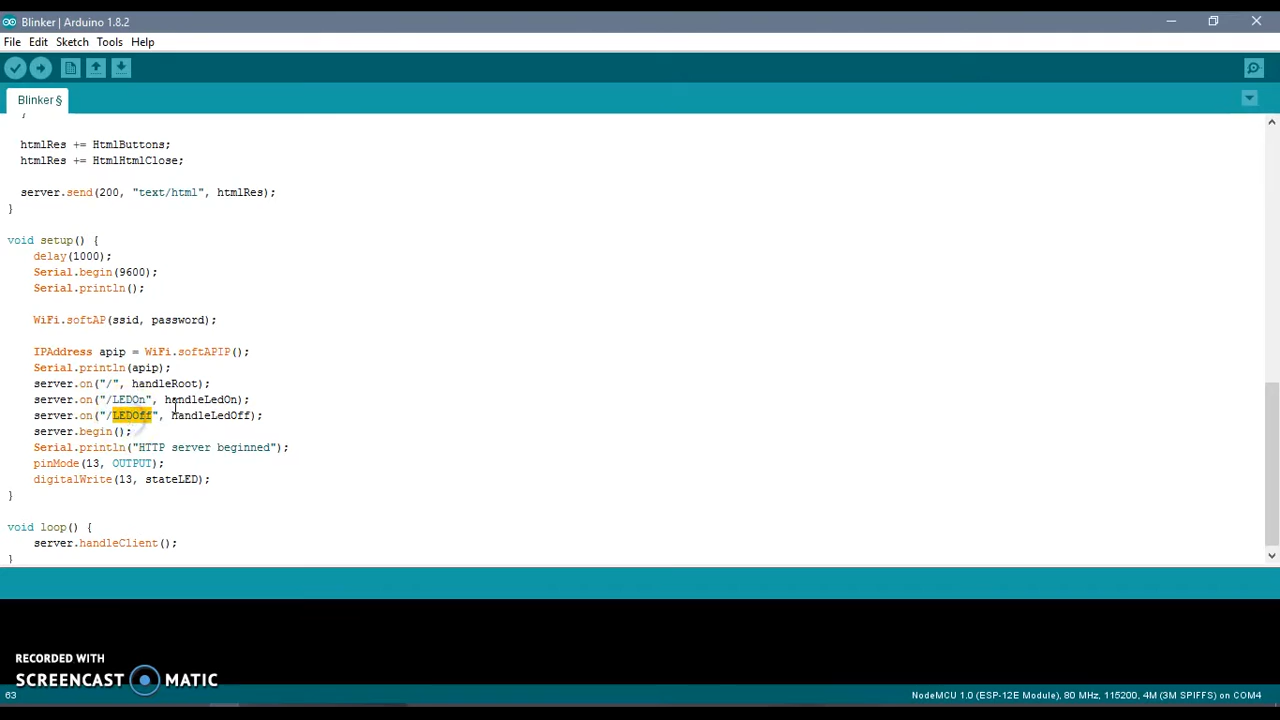 Blinker | Arduino 1.8.2
File Edit Sketch Tools Help
Blinker §
}
htmlRes += HtmlButtons;
htmlRes += HtmlHtmlClose;
server.send(200, "text/html", htmlRes);
}
void setup() {
delay(1000);
Serial.begin(9600);
Serial.println();
WiFi.softAP(ssid, password);
IPAddress apip = WiFi.softAPIP();
Serial.println(apip);
server.on("/", handleRoot);
server.on("/LEDOn", handleLedOn);
server.on("/LEDOff", handleLedOff);
server.begin();
Serial.println("HTTP server beginned");
pinMode(13, OUTPUT);
digitalWrite(13, stateLED);
}
void loop() {
server.handleClient();
}
RECORDED WITH
SCREENCAST MATIC
63 NodeMCU 1.0 (ESP-12E Module), 80 MHz, 115200, 4M (3M SPIFFS) on COM4